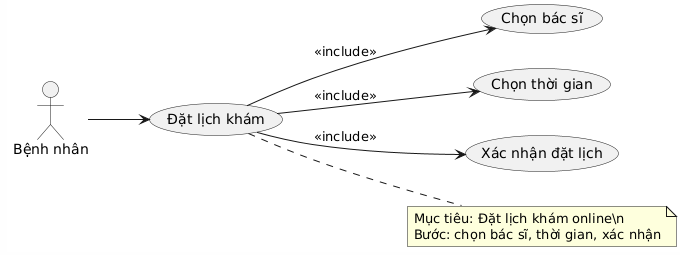 Chọn bác sĩ
«include»
Chọn thời gian
«include»
Đặt lịch khám
«include»
Bệnh nhân
Xác nhận đặt lịch
Mục tiêu: Đặt lịch khám online\n
Bước: chọn bác sĩ, thời gian, xác nhận